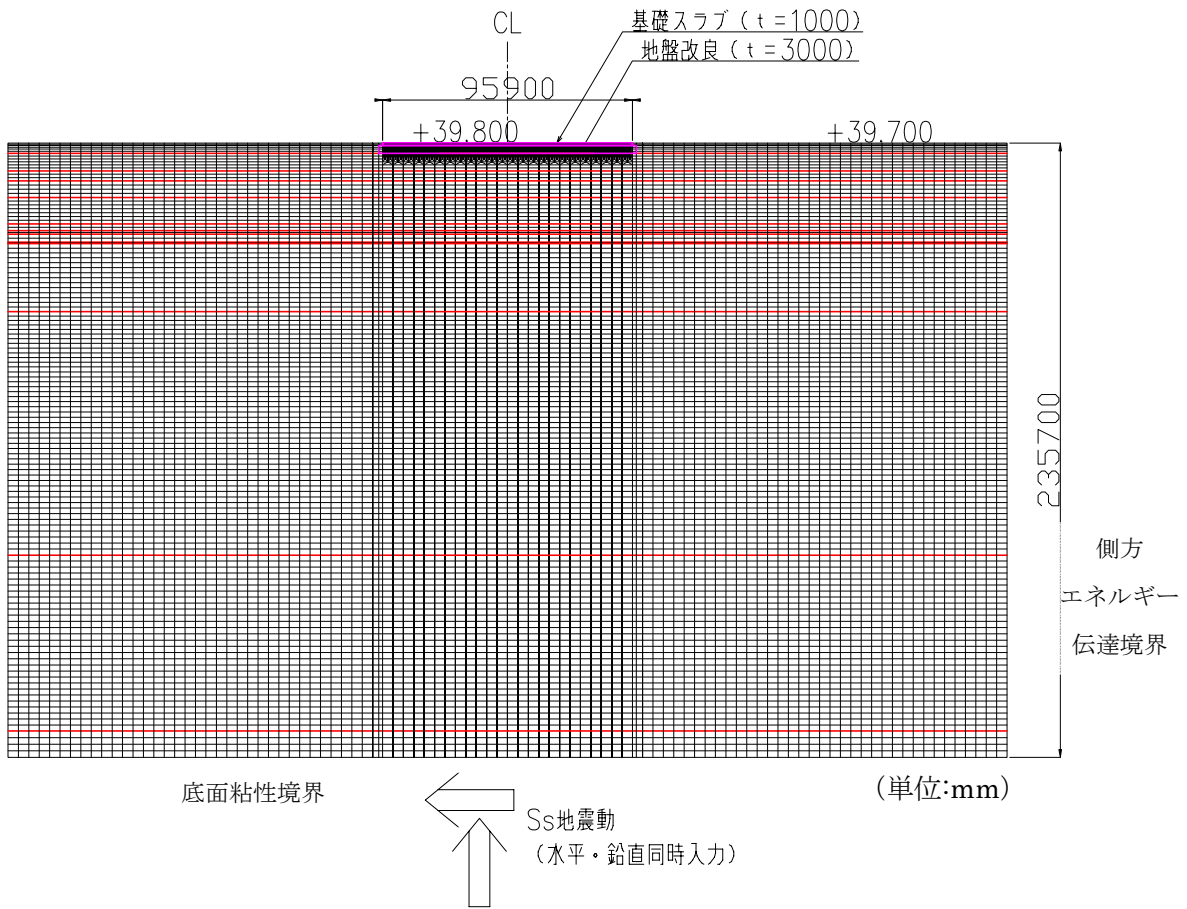 CL
基礎スラブ(t=1000)
地盤改良(t=3000)
95900
+39.800
+39.700
235700
側方
エネルギー
伝達境界
底面粘性境界
(単位:mm)
Ss地震動
(水平・鉛直同時入力)